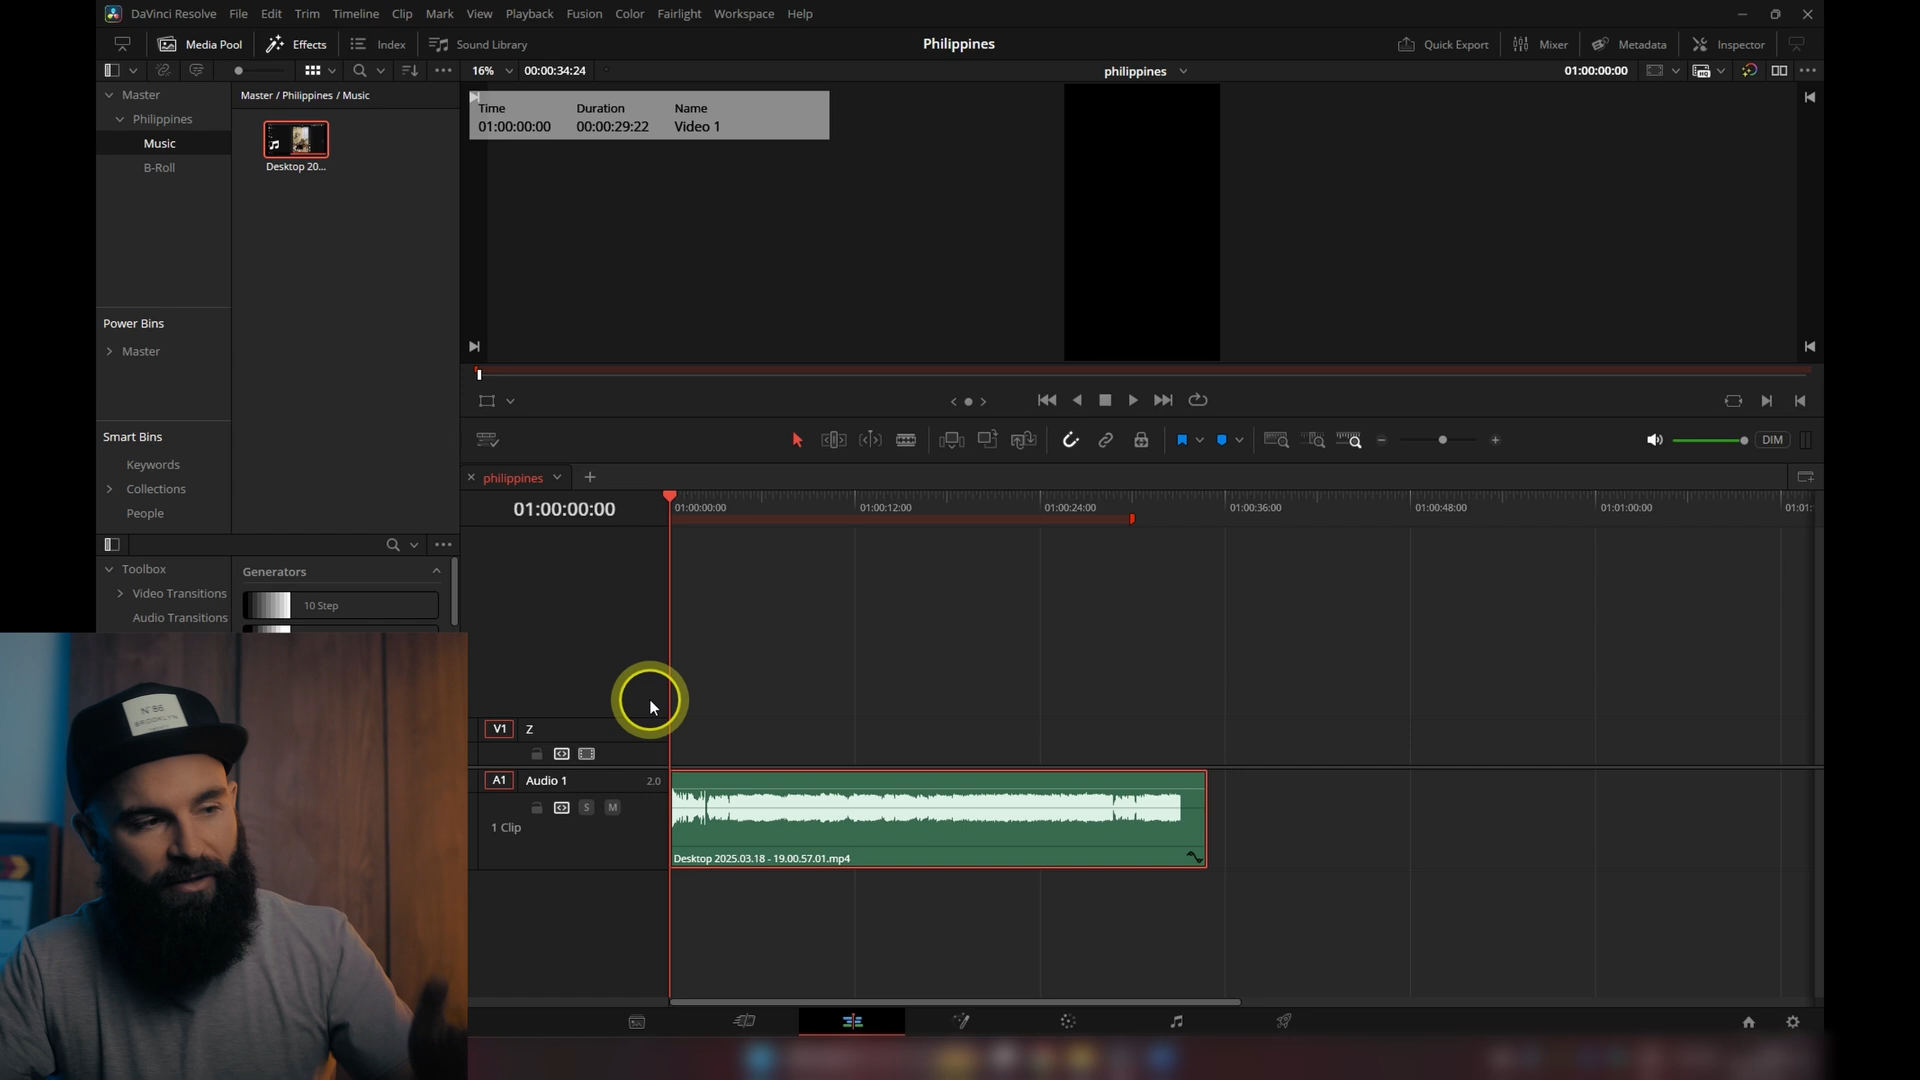 DaVinci Resolve File Edit Trim Timeline Clip Mark View Playback Fusion Color Fairlight Workspace Help
Media Pool Effects Index Sound Library Philippines Quick Export Mixer Metadata Inspector
16% 00:00:34:24 philippines 01:00:00:00
Master
Philippines
Music
B-Roll
Master / Philippines / Music
Desktop 20...
Time Duration Name
01:00:00:00 00:00:29:22 Video 1
Power Bins
Master
Smart Bins
Keywords
Collections
People
DIM
philippines
01:00:00:00
01:00:00:00 01:00:12:00 01:00:24:00 01:00:36:00 01:00:48:00 01:01:00:00 01:01:
Toolbox
Video Transitions
Audio Transitions
Generators
10 Step
V1 Z
A1 Audio 1 2.0
S M
1 Clip
Desktop 2025.03.18 - 19.00.57.01.mp4
N°86
BROOKLYN